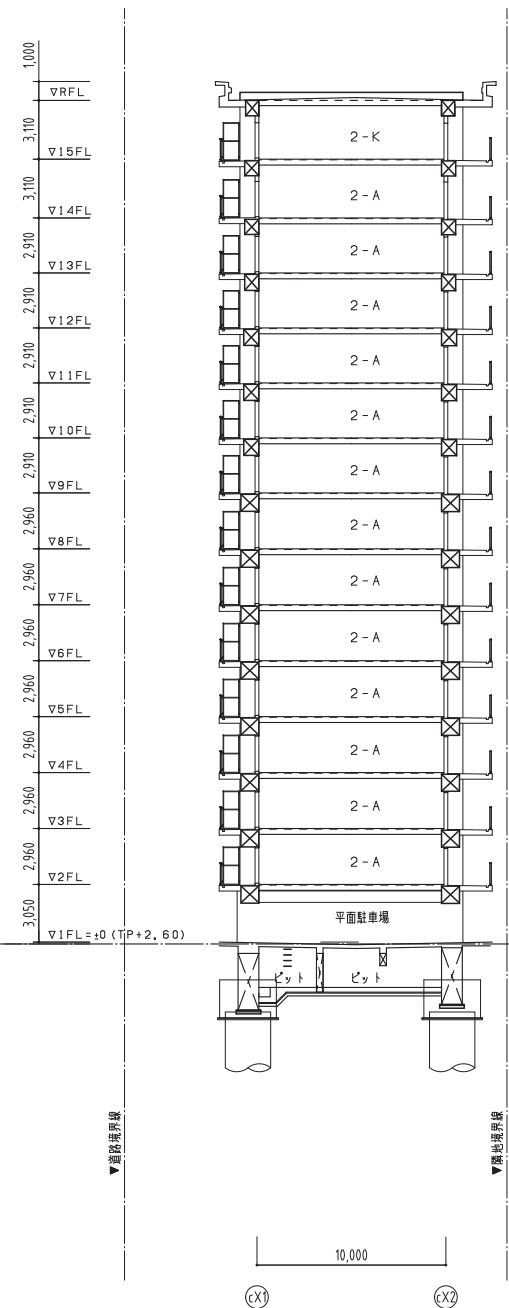 1,000
▽RFL
3,110
2-K
▽15FL
3,110
2-A
▽14FL
2,910
2-A
▽13FL
2,910
2-A
▽12FL
2,910
2-A
▽11FL
2,910
2-A
▽10FL
2,910
2-A
▽9FL
2,960
2-A
▽8FL
2,960
2-A
▽7FL
2,960
2-A
▽6FL
2,960
2-A
▽5FL
2,960
2-A
▽4FL
2,960
2-A
▽3FL
2,960
2-A
▽2FL
3,050
平面駐車場
▽1FL=±0(TP+2,60)
ピット ピット
▼道路境界線
▼隣地境界線
10,000
cX1 cX2